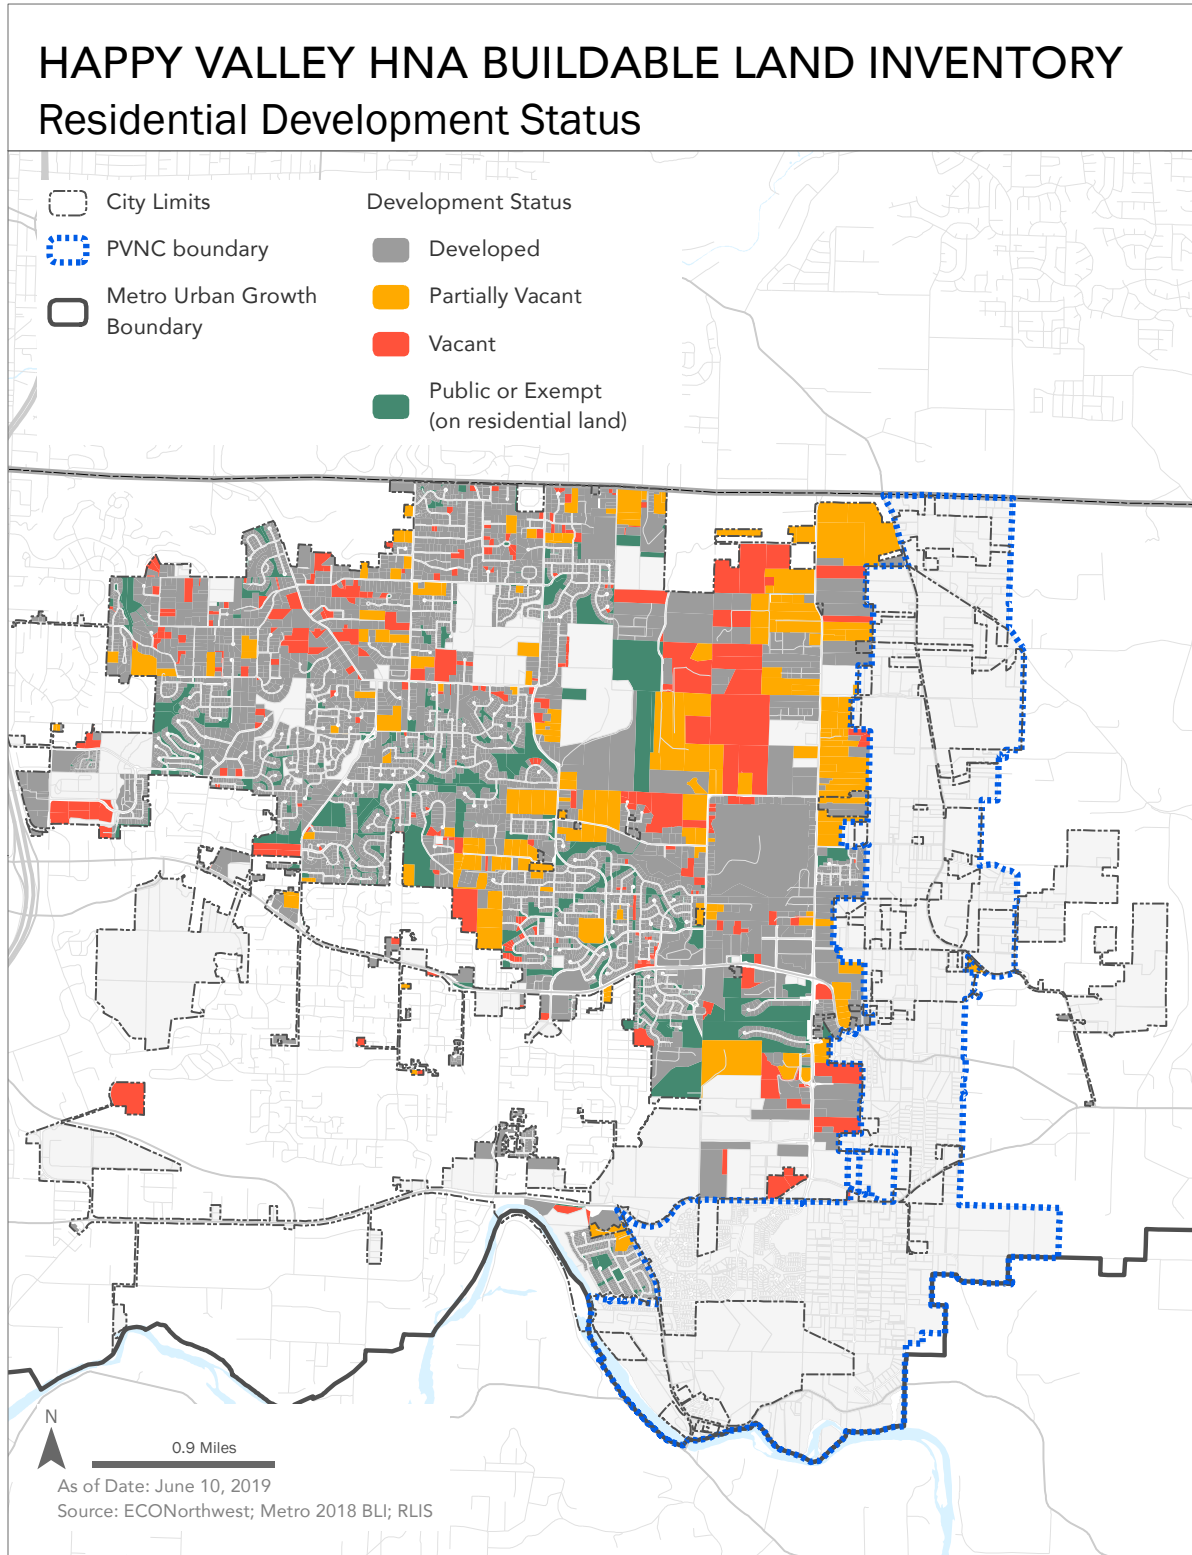 HAPPY VALLEY HNA BUILDABLE LAND INVENTORY
Residential Development Status
City Limits
PVNC boundary
Metro Urban Growth
Boundary
Development Status
Developed
Partially Vacant
Vacant
Public or Exempt
(on residential land)
N
0.9 Miles
As of Date: June 10, 2019
Source: ECONorthwest; Metro 2018 BLI; RLIS